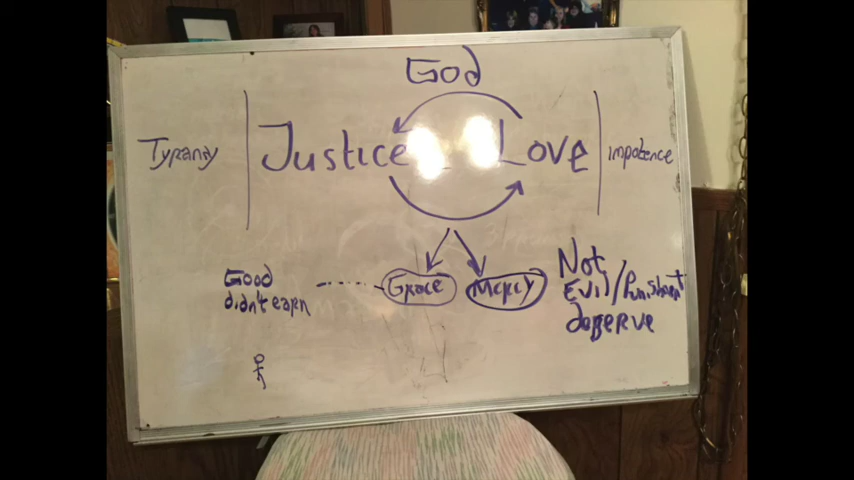 God
Tyranny | Justice Love | impotence
Good
didn't earn
Grace
Mercy
Not
Evil/Punishment
deserve